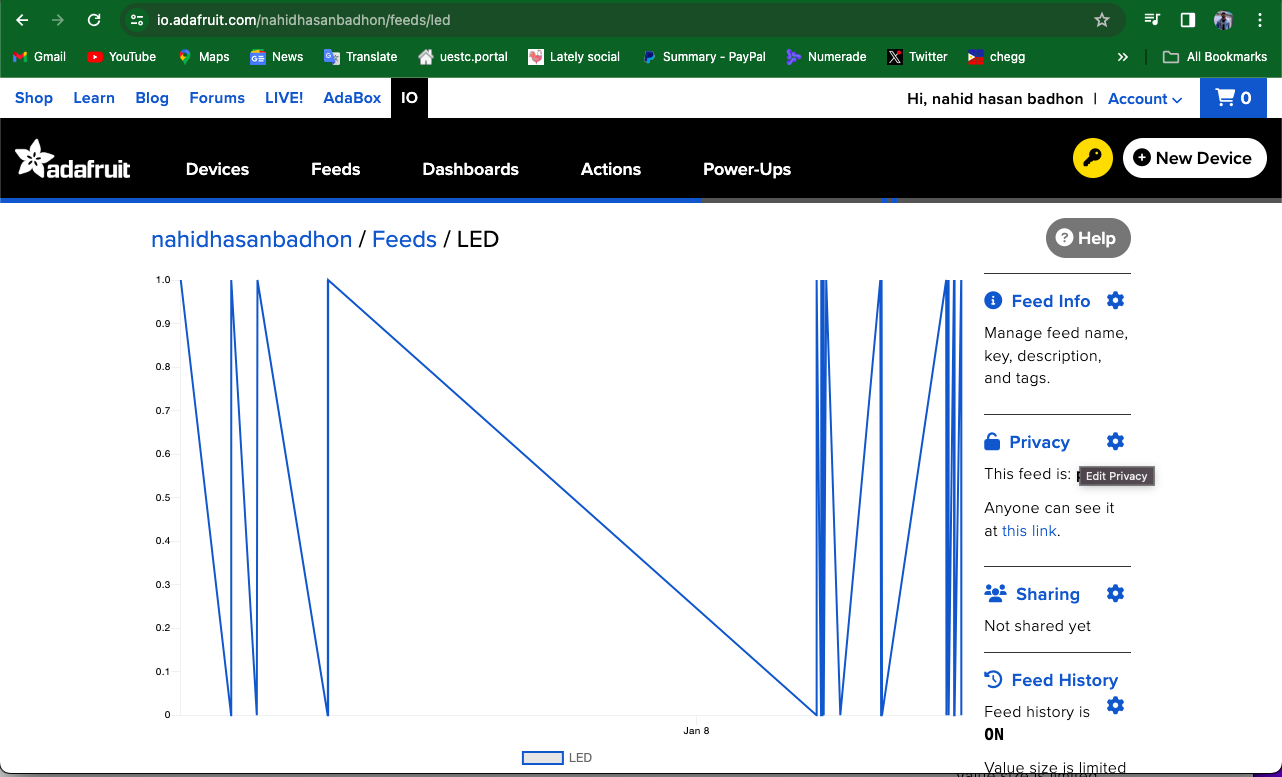 io.adafruit.com/nahidhasanbadhon/feeds/led
Gmail YouTube Maps News Translate uestc.portal Lately social Summary - PayPal Numerade Twitter chegg » All Bookmarks
Shop Learn Blog Forums LIVE! AdaBox IO Hi, nahid hasan badhon | Account 0
adafruit Devices Feeds Dashboards Actions Power-Ups New Device
nahidhasanbadhon / Feeds / LED
? Help
1.0
0.9
0.8
0.7
0.6
0.5
0.4
0.3
0.2
0.1
0
Jan 8
LED
Feed Info
Manage feed name,
key, description,
and tags.
Privacy
This feed is:
Edit Privacy
Anyone can see it
at this link.
Sharing
Not shared yet
Feed History
Feed history is
ON
Value size is limited